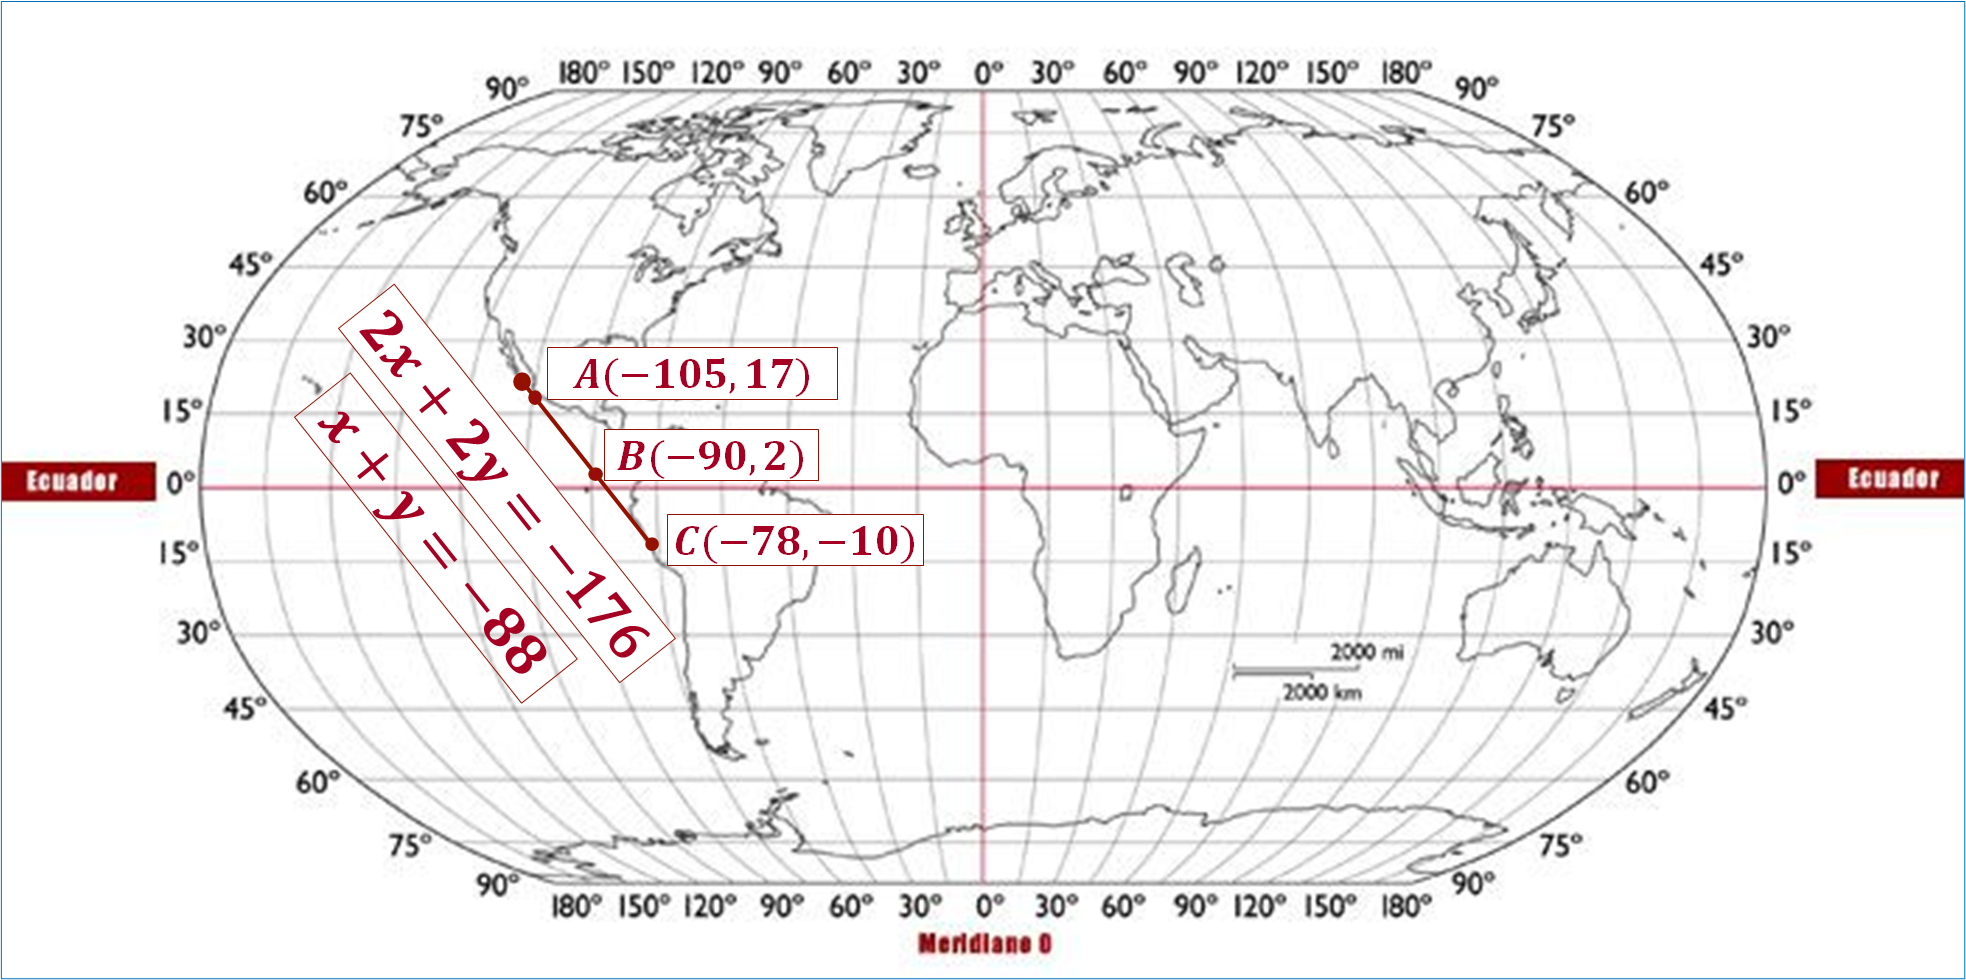 180° 150° 120° 90° 60° 30° 0° 30° 60° 90° 120° 150° 180°
90° 90°
75° 75°
60° 60°
45° 45°
30° 30°
A(−105,17)
15° 15°
B(−90,2)
Ecuador 0° 0° Ecuador
C(−78,−10)
2x + 2y = −176
x + y = −88
15° 15°
30° 30°
2000 mi
2000 km
45° 45°
60° 60°
75° 75°
90° 90°
180° 150° 120° 90° 60° 30° 0° 30° 60° 90° 120° 150° 180°
Meridiano 0